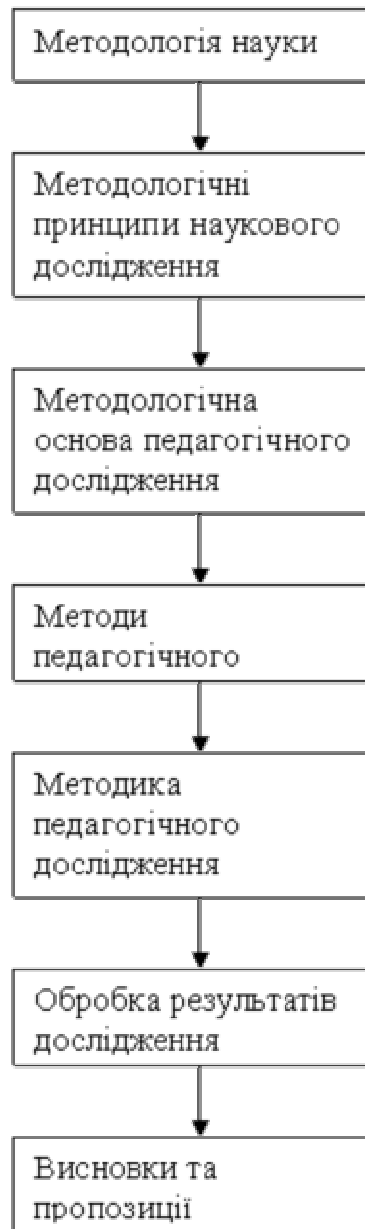 Методологія науки
Методологічні
принципи наукового
дослідження
Методологічна
основа педагогічного
дослідження
Методи
педагогічного
Методика
педагогічного
дослідження
Обробка результатів
дослідження
Висновки та
пропозиції